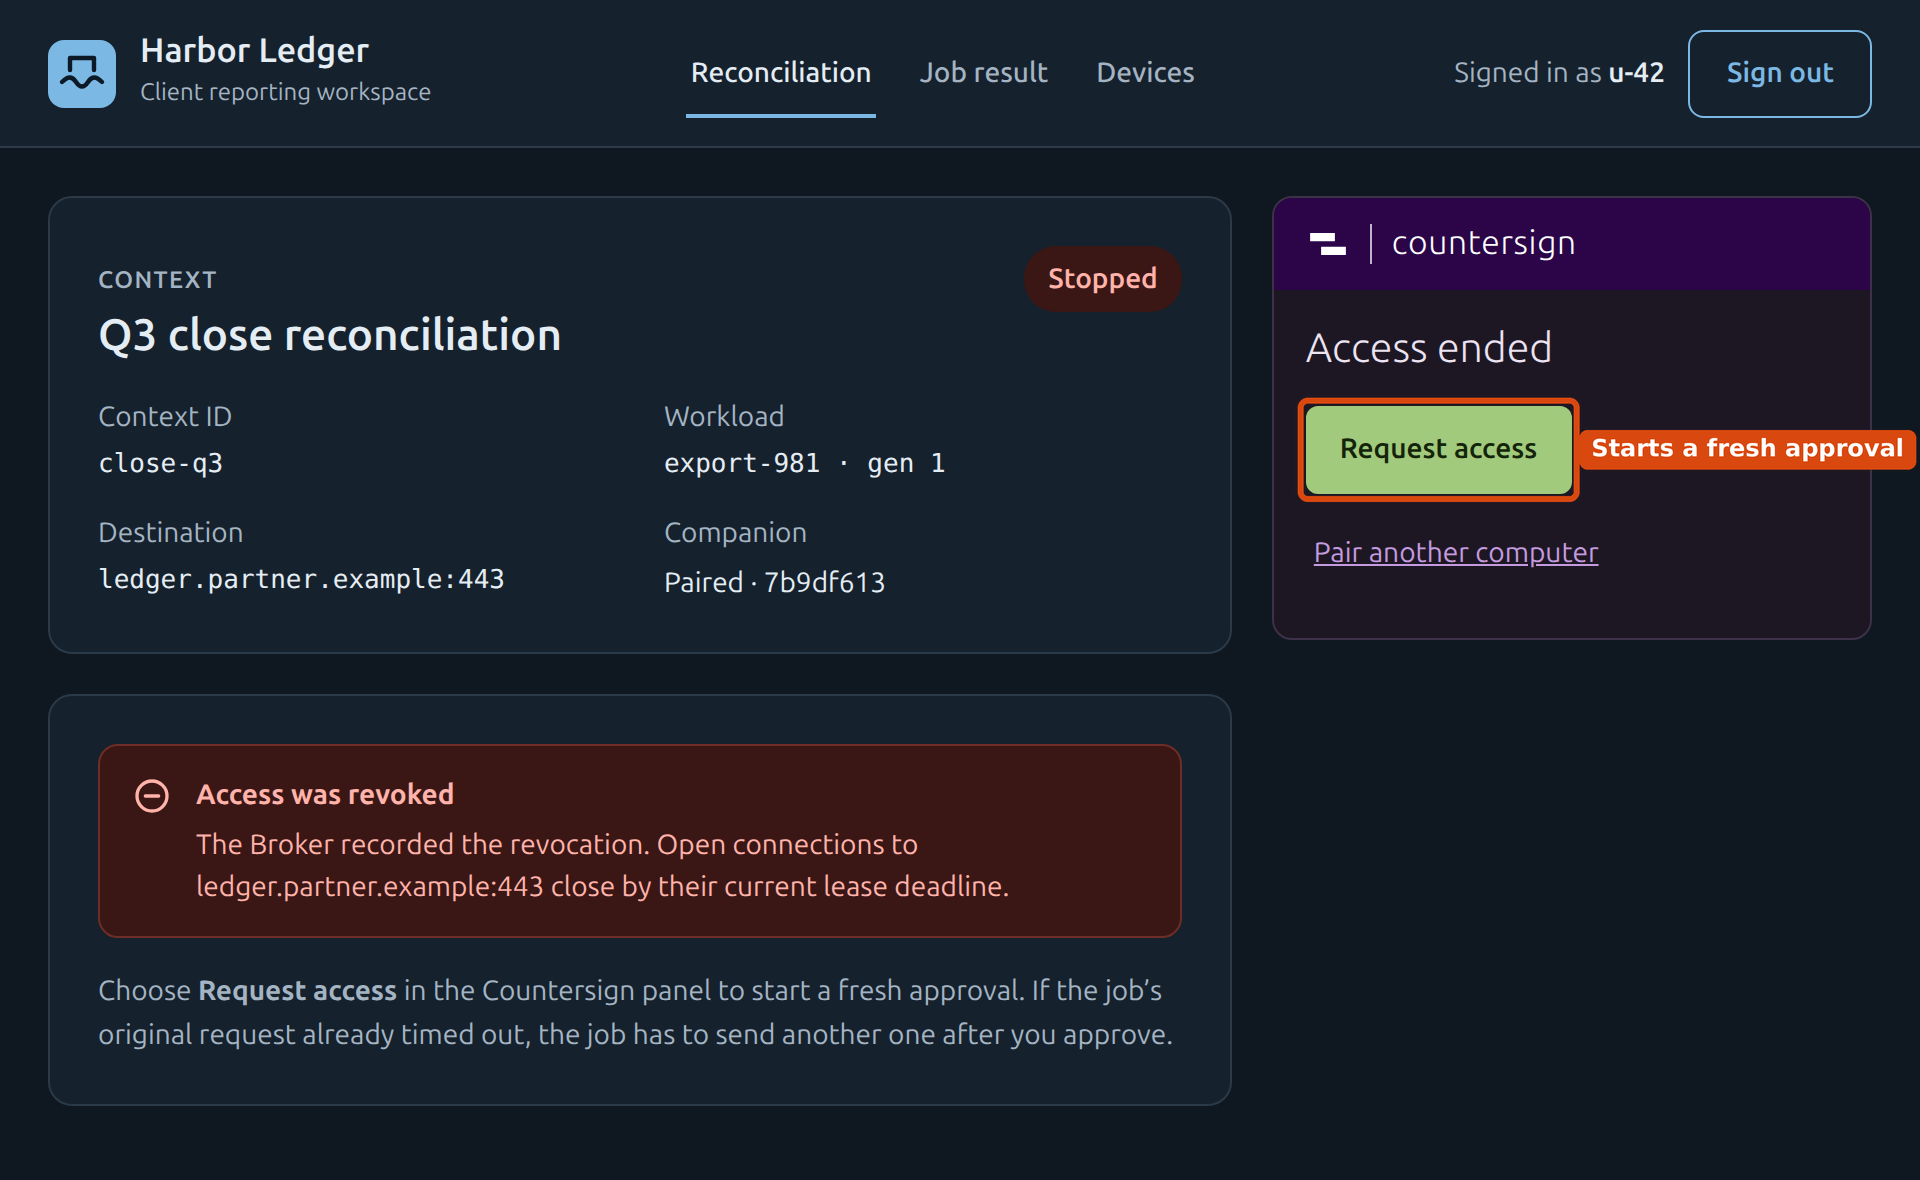 Harbor Ledger
Client reporting workspace
Reconciliation
Job result
Devices
Signed in as u-42
Sign out
CONTEXT
Stopped
Q3 close reconciliation
Context ID
close-q3
Workload
export-981 · gen 1
Destination
ledger.partner.example:443
Companion
Paired · 7b9df613
countersign
Access ended
Request access
Starts a fresh approval
Pair another computer
Access was revoked
The Broker recorded the revocation. Open connections to
ledger.partner.example:443 close by their current lease deadline.
Choose Request access in the Countersign panel to start a fresh approval. If the job’s
original request already timed out, the job has to send another one after you approve.